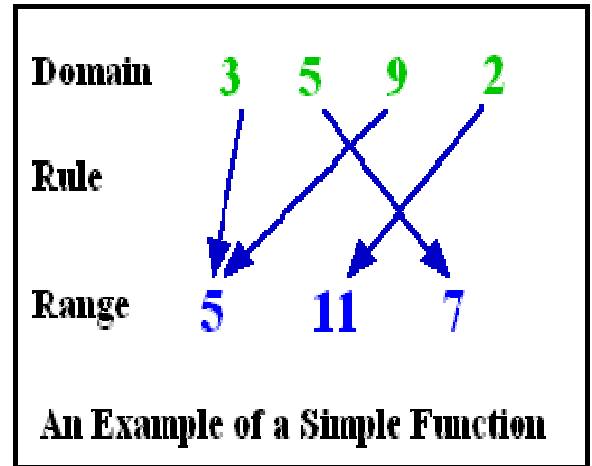 Domain 3 5 9 2
Rule
Range 5 11 7
An Example of a Simple Function